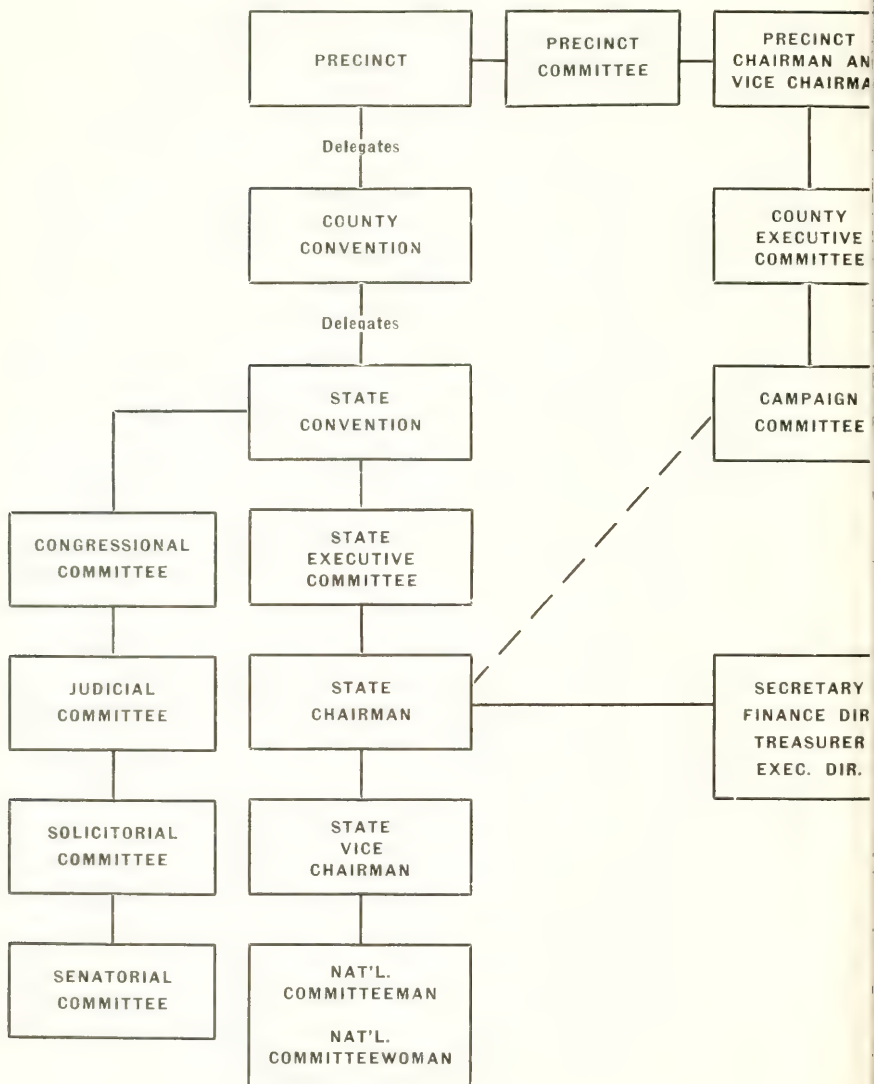 PRECINCT
PRECINCT
COMMITTEE
PRECINCT
CHAIRMAN AN
VICE CHAIRMA
Delegates
COUNTY
CONVENTION
COUNTY
EXECUTIVE
COMMITTEE
Delegates
STATE
CONVENTION
CAMPAIGN
COMMITTEE
CONGRESSIONAL
COMMITTEE
STATE
EXECUTIVE
COMMITTEE
JUDICIAL
COMMITTEE
STATE
CHAIRMAN
SECRETARY
FINANCE DIR
TREASURER
EXEC. DIR.
SOLICITORIAL
COMMITTEE
STATE
VICE
CHAIRMAN
SENATORIAL
COMMITTEE
NAT'L.
COMMITTEEMAN
NAT'L.
COMMITTEEWOMAN